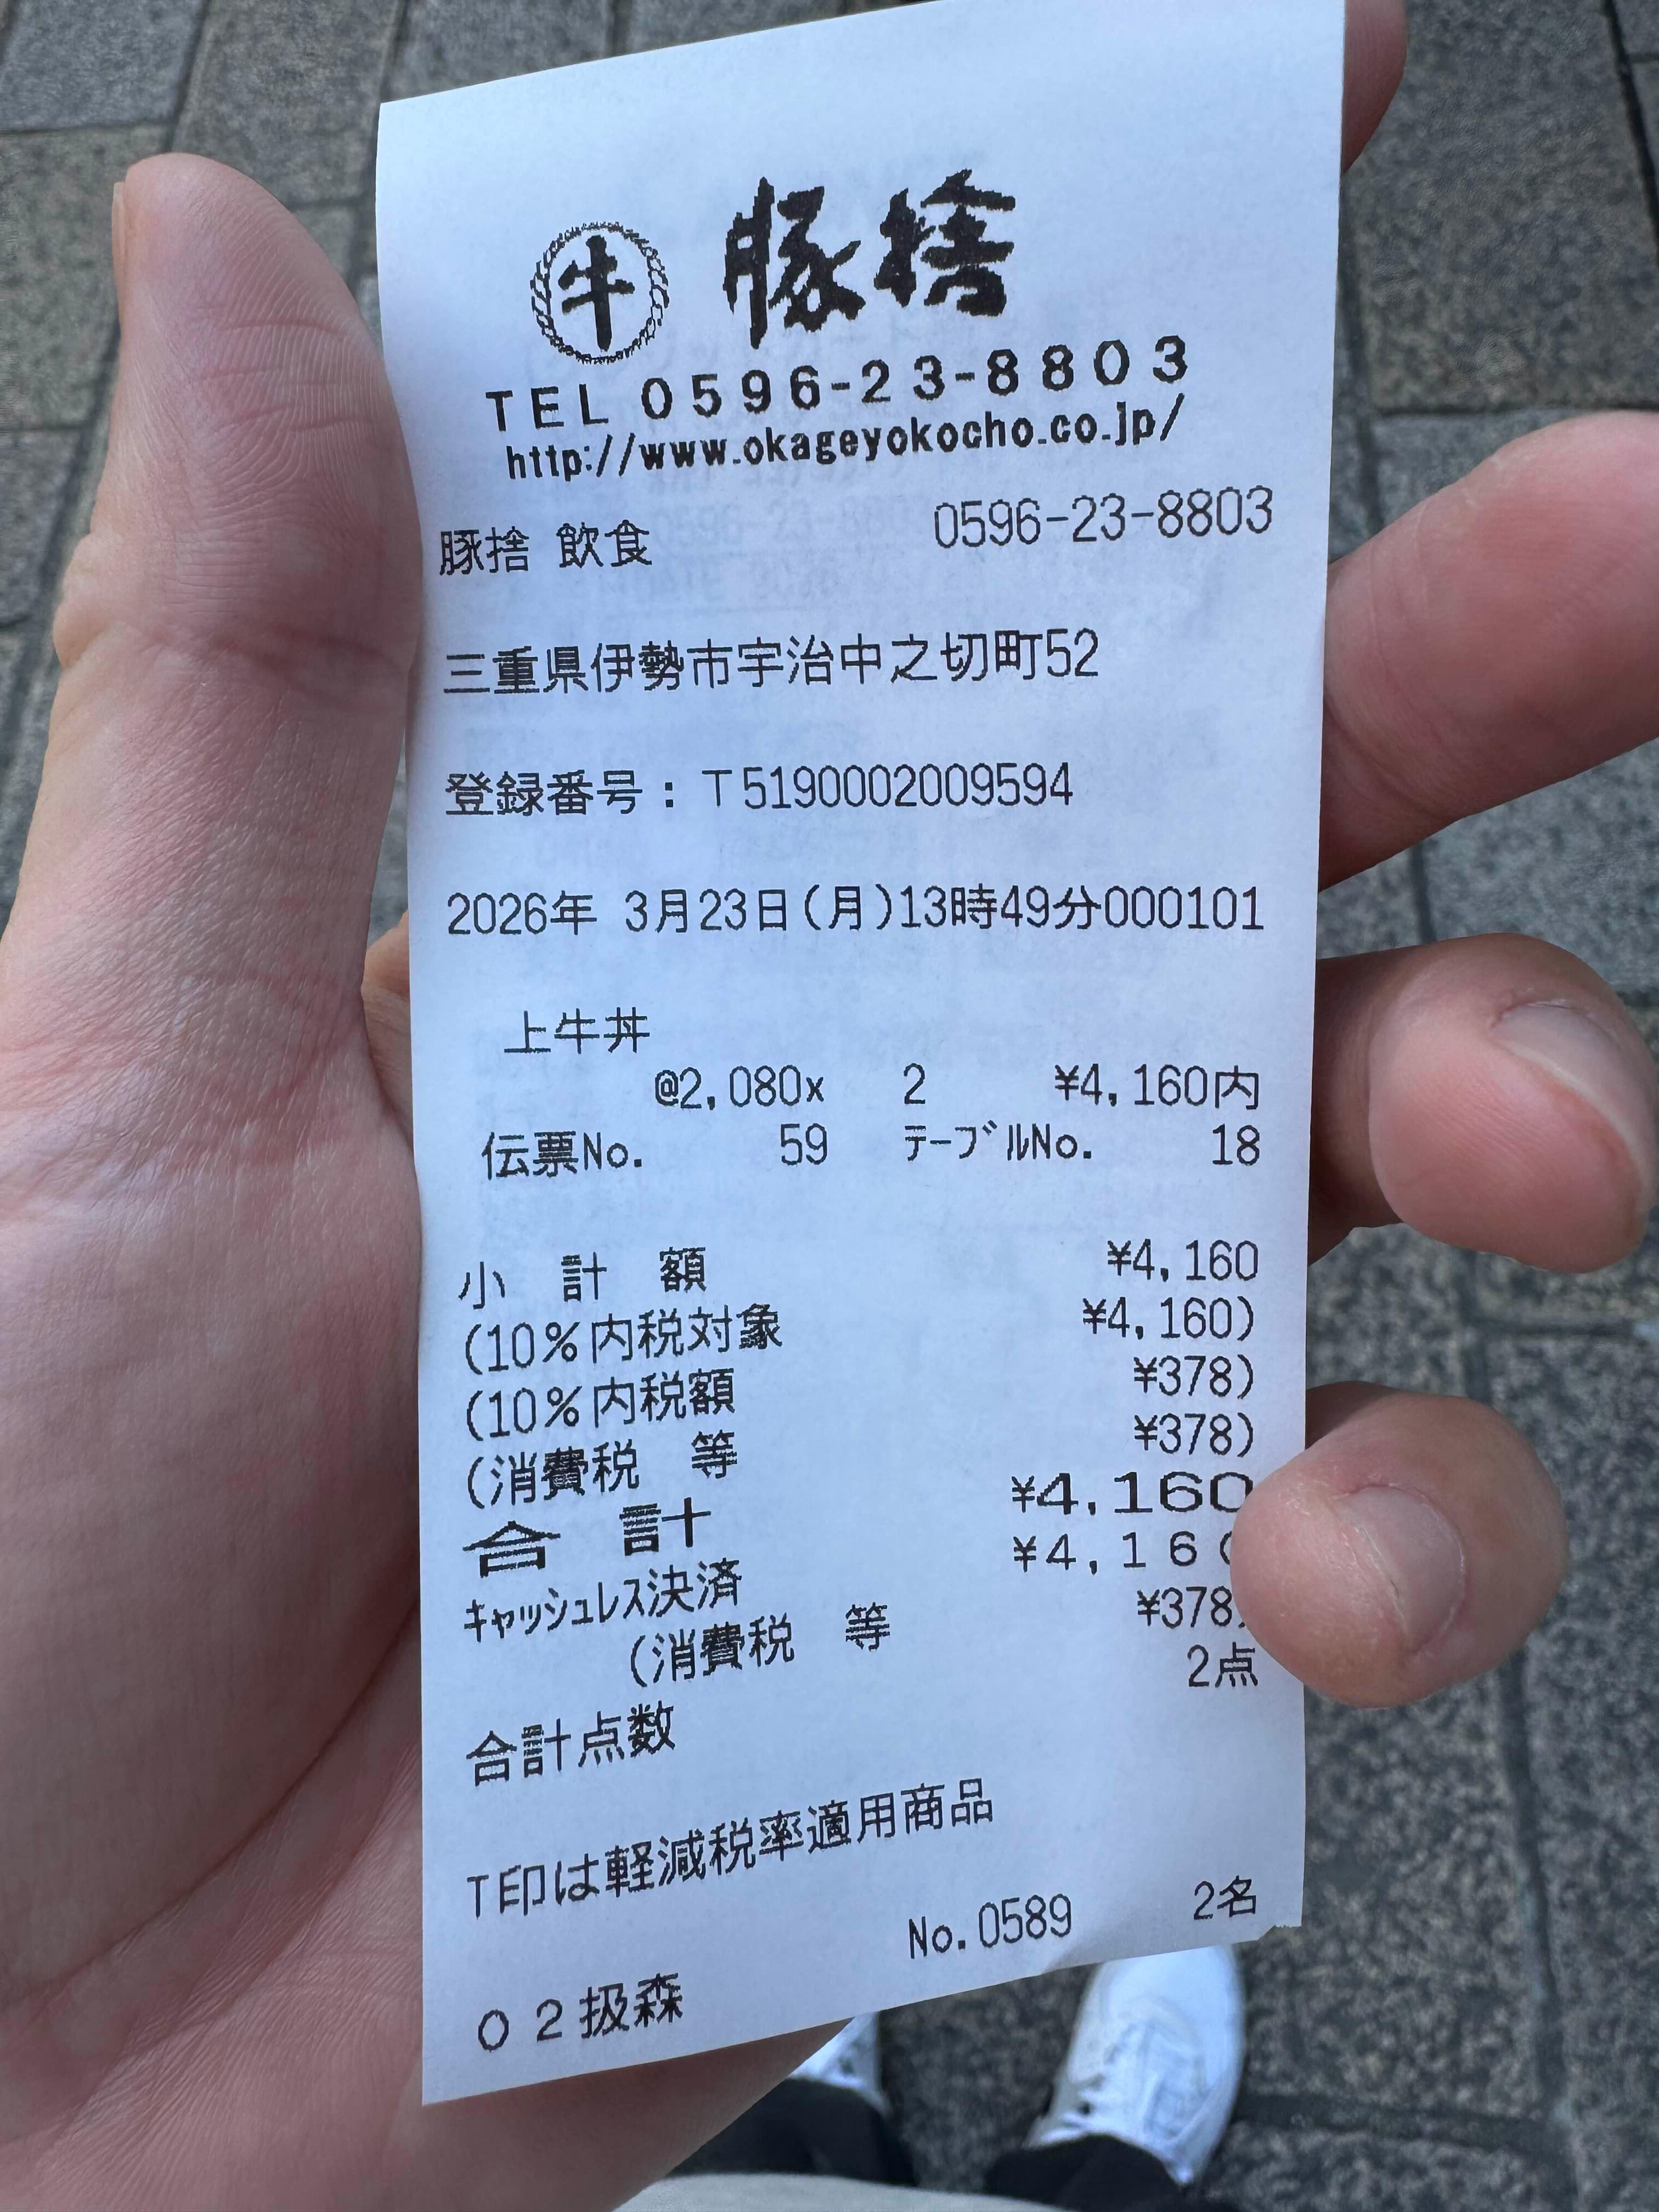 牛 豚捨
TEL 0596-23-8803
http://www.okageyokocho.co.jp/
豚捨 飲食 0596-23-8803
三重県伊勢市宇治中之切町52
登録番号：T5190002009594
2026年 3月23日(月)13時49分000101
上牛丼
@2,080x 2 ¥4,160内
伝票No. 59 ﾃｰﾌﾞﾙNo. 18
小 計 額 ¥4,160
(10%内税対象 ¥4,160)
(10%内税額 ¥378)
(消費税 等 ¥378)
合 計 ¥4,160
ｷｬｯｼｭﾚｽ決済 ¥4,160
(消費税 等 ¥378)
合計点数 2点
T印は軽減税率適用商品
No.0589 2名
02扱森